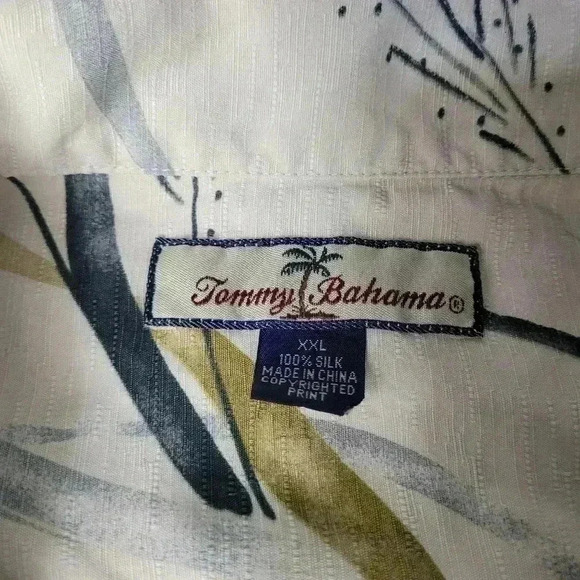 Tommy Bahama®
XXL
100% SILK
MADE IN CHINA
COPYRIGHTED
PRINT